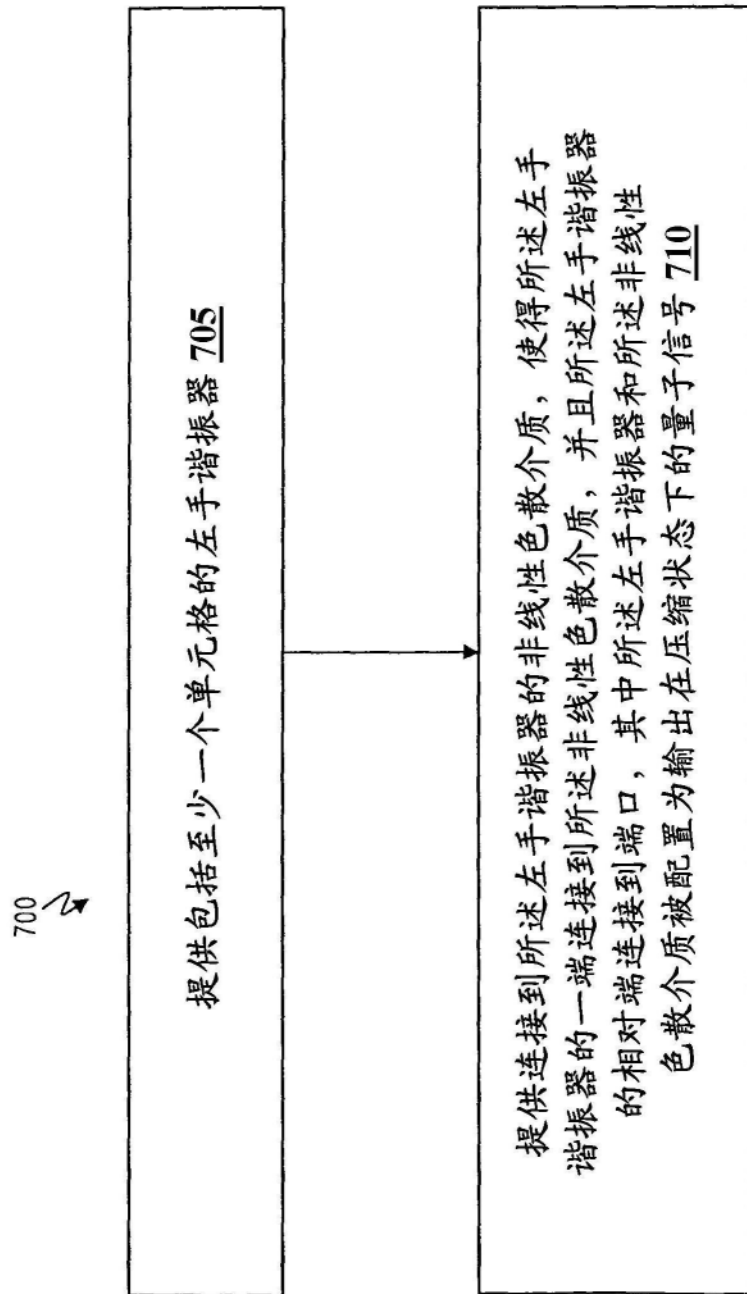 700
提供包括至少一个单元格的左手谐振器 705
提供连接到所述左手谐振器的非线性色散介质，使得所述左手
谐振器的一端连接到所述非线性色散介质，并且所述左手谐振器
的相对端连接到端口，其中所述左手谐振器和所述非线性
色散介质被配置为输出在压缩状态下的量子信号 710